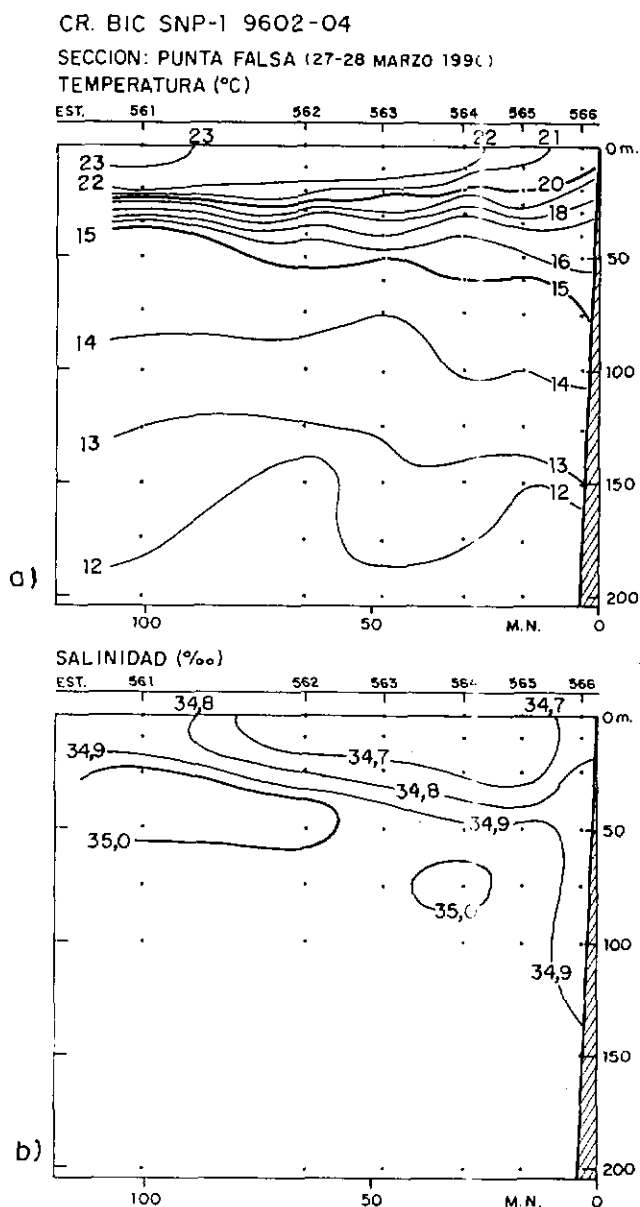 CR. BIC SNP-1 9602-04
SECCION: PUNTA FALSA (27-28 MARZO 199
TEMPERATURA (°C)
EST. 561 562 563 564 565 566
23 22 21 0 m.
23
22 20
18
15 16 50
15
14 14 100
13 13
12 150
12
a) 200
100 50 M.N. 0
SALINIDAD (‰)
EST. 561 562 563 564 565 566
34,8 34,7 0 m.
34,9 34,7
34,8
34,9 50
35,0
35,0
100
34,9
150
b) 200
100 50 M.N. 0